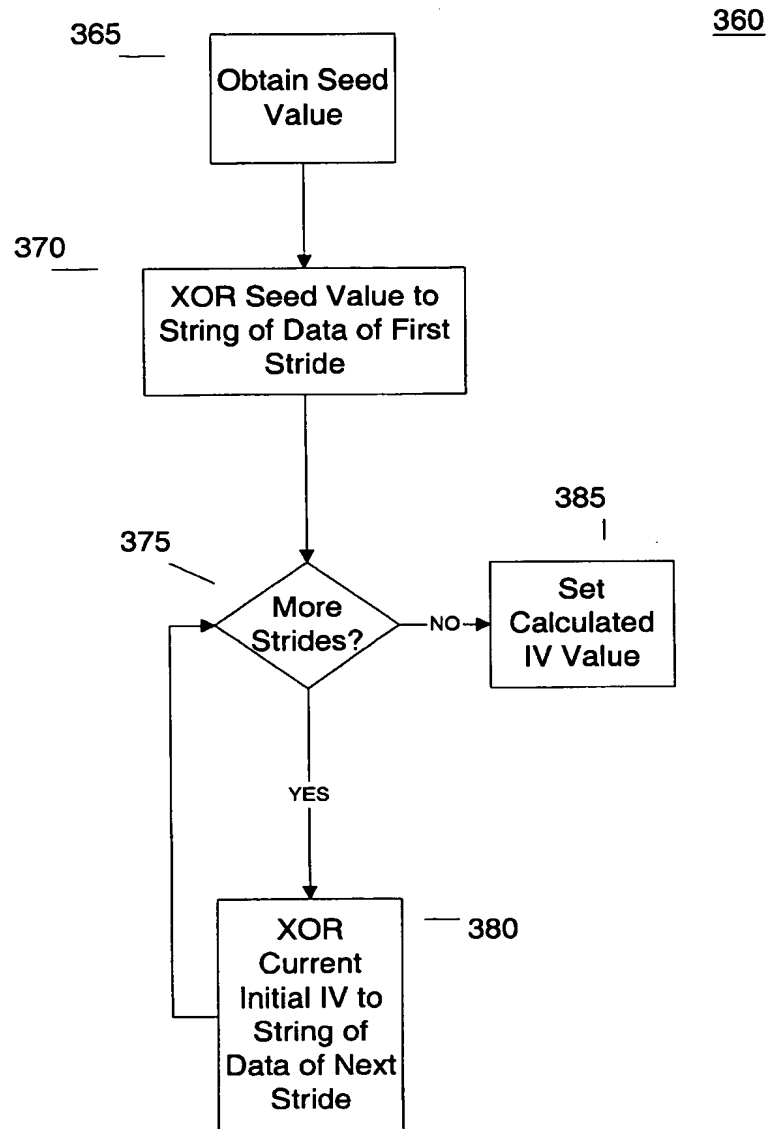 360
365
Obtain Seed
Value
370
XOR Seed Value to
String of Data of First
Stride
375
More
Strides?
NO
385
Set
Calculated
IV Value
YES
380
XOR
Current
Initial IV to
String of
Data of Next
Stride